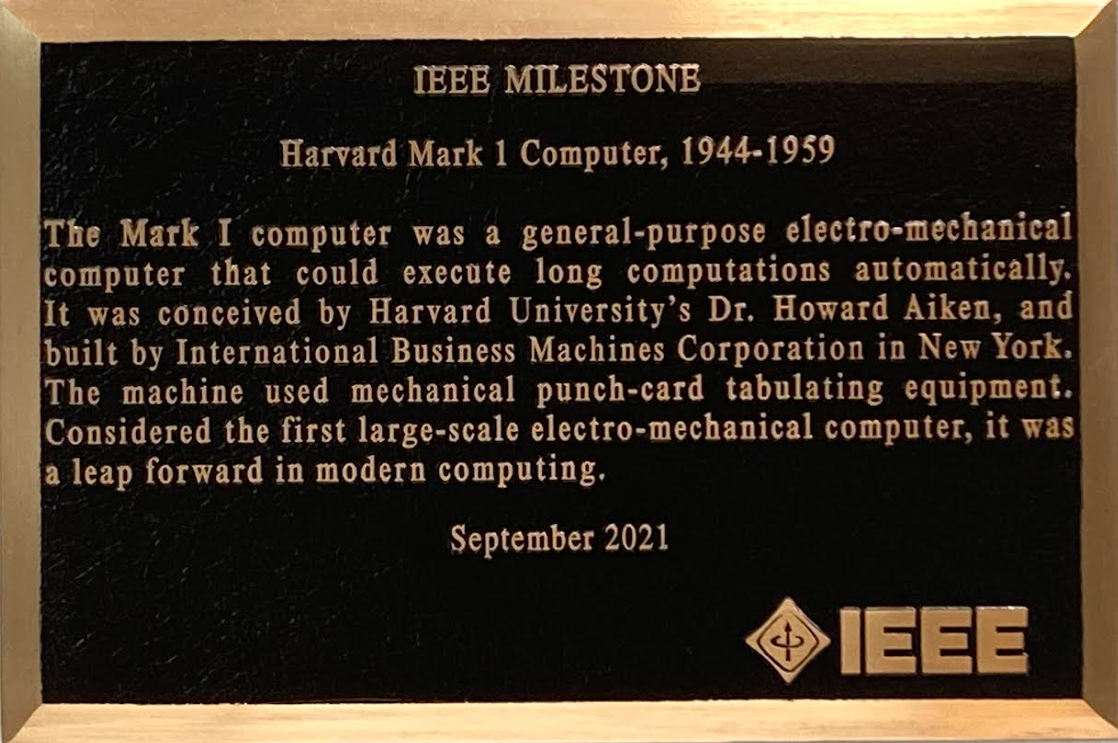 IEEE MILESTONE
Harvard Mark 1 Computer, 1944-1959
The Mark I computer was a general-purpose electro-mechanical
computer that could execute long computations automatically.
It was conceived by Harvard University's Dr. Howard Aiken, and
built by International Business Machines Corporation in New York.
The machine used mechanical punch-card tabulating equipment.
Considered the first large-scale electro-mechanical computer, it was
a leap forward in modern computing.
September 2021
IEEE